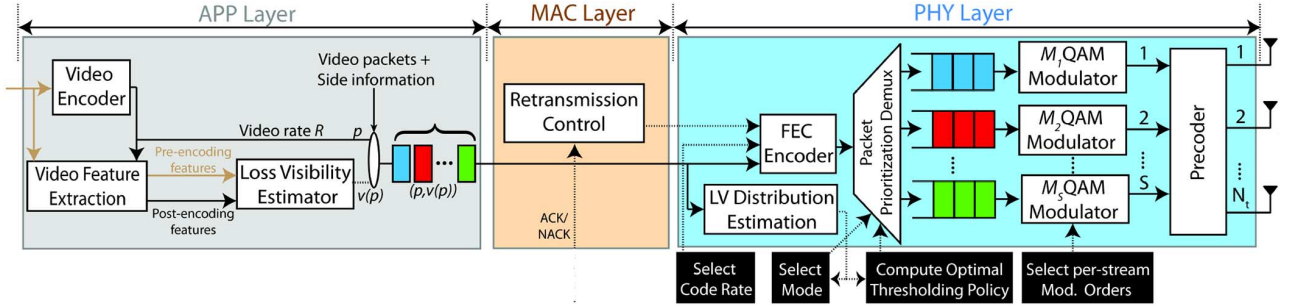 APP Layer
MAC Layer
PHY Layer
Video
Encoder
Video packets +
Side information
Video rate R
p
Pre-encoding
features
Video Feature
Extraction
Loss Visibility
Estimator
Post-encoding
features
v(p)
(p,v(p))
Retransmission
Control
ACK/
NACK
FEC
Encoder
LV Distribution
Estimation
Packet
Prioritization Demux
M1QAM
Modulator
M2QAM
Modulator
MSQAM
Modulator
1
2
S
Precoder
1
2
Nt
Select
Code Rate
Select
Mode
Compute Optimal
Thresholding Policy
Select per-stream
Mod. Orders